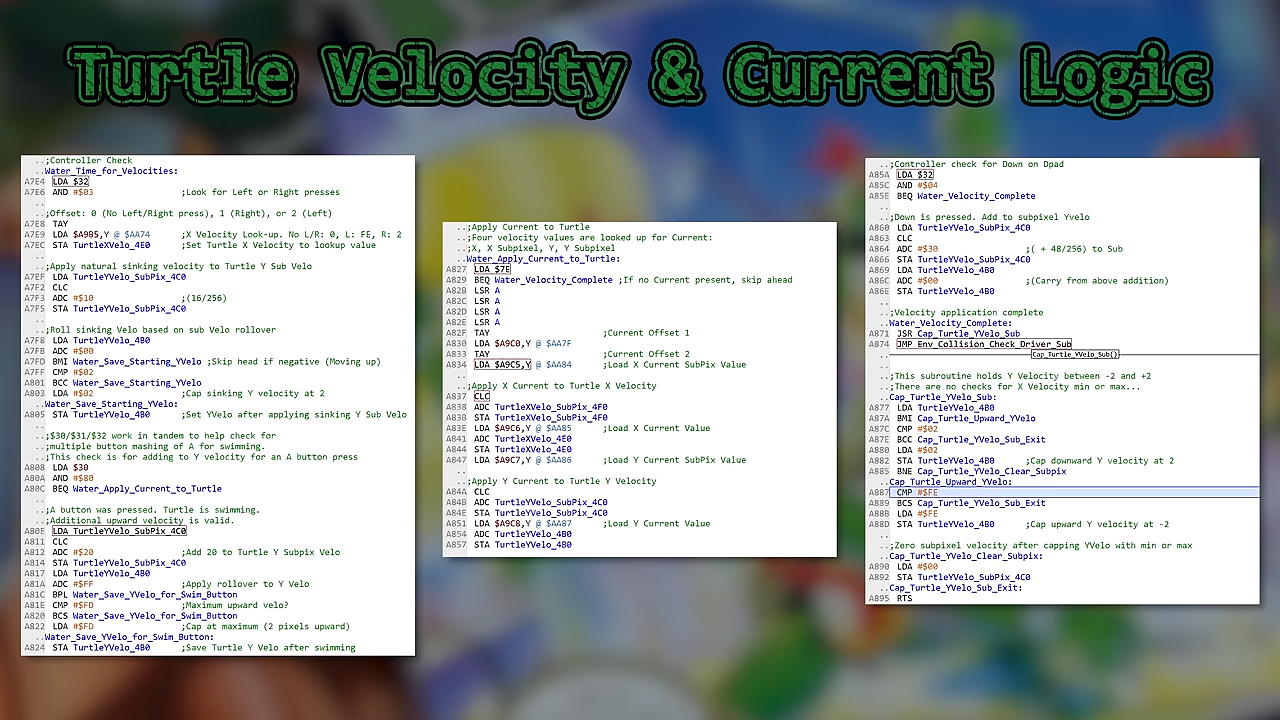 Turtle Velocity & Current Logic
..;Controller Check
..Water_Time_for_Velocities:
A7E4 LDA $32
A7E6 AND #$03 ;Look for Left or Right presses
..
..;Offset: 0 (No Left/Right press), 1 (Right), or 2 (Left)
A7E8 TAY
A7E9 LDA $A9B5,Y @ $AA74 ;X Velocity Look-up. No L/R: 0, L: FE, R: 2
A7EC STA TurtleXVelo_4E0 ;Set Turtle X Velocity to lookup value
..
..;Apply natural sinking velocity to Turtle Y Sub Velo
A7EF LDA TurtleYVelo_SubPix_4C0
A7F2 CLC
A7F3 ADC #$10 ;(16/256)
A7F5 STA TurtleYVelo_SubPix_4C0
..
..;Roll sinking Velo based on sub Velo rollover
A7F8 LDA TurtleYVelo_4B0
A7FB ADC #$00
A7FD BMI Water_Save_Starting_YVelo ;Skip head if negative (Moving up)
A7FF CMP #$02
A801 BCC Water_Save_Starting_YVelo
A803 LDA #$02 ;Cap sinking Y velocity at 2
..Water_Save_Starting_YVelo:
A805 STA TurtleYVelo_4B0 ;Set YVelo after applying sinking Y Sub Velo
..
..;$30/$31/$32 work in tandem to help check for
..;multiple button mashing of A for swimming.
..;This check is for adding to Y velocity for an A button press
A808 LDA $30
A80A AND #$80
A80C BEQ Water_Apply_Current_to_Turtle
..
..;A button was pressed. Turtle is swimming.
..;Additional upward velocity is valid.
A80E LDA TurtleYVelo_SubPix_4C0
A811 CLC
A812 ADC #$20 ;Add 20 to Turtle Y Subpix Velo
A814 STA TurtleYVelo_SubPix_4C0
A817 LDA TurtleYVelo_4B0
A81A ADC #$FF ;Apply rollover to Y Velo
A81C BPL Water_Save_YVelo_for_Swim_Button
A81E CMP #$FD ;Maximum upward velo?
A820 BCS Water_Save_YVelo_for_Swim_Button
A822 LDA #$FD ;Cap at maximum (2 pixels upward)
..Water_Save_YVelo_for_Swim_Button:
A824 STA TurtleYVelo_4B0 ;Save Turtle Y Velo after swimming
..;Apply Current to Turtle
..;Four velocity values are looked up for Current:
..;X, X Subpixel, Y, Y Subpixel
..Water_Apply_Current_to_Turtle:
A827 LDA $7E
A829 BEQ Water_Velocity_Complete ;If no Current present, skip ahead
A82B LSR A
A82C LSR A
A82D LSR A
A82E LSR A
A82F TAY ;Current Offset 1
A830 LDA $A9C0,Y @ $AA7F
A833 TAY ;Current Offset 2
A834 LDA $A9C5,Y @ $AA84 ;Load X Current SubPix Value
..
..;Apply X Current to Turtle X Velocity
A837 CLC
A838 ADC TurtleXVelo_SubPix_4F0
A83B STA TurtleXVelo_SubPix_4F0
A83E LDA $A9C6,Y @ $AA85 ;Load X Current Value
A841 ADC TurtleXVelo_4E0
A844 STA TurtleXVelo_4E0
A847 LDA $A9C7,Y @ $AA86 ;Load Y Current SubPix Value
..
..;Apply Y Current to Turtle Y Velocity
A84A CLC
A84B ADC TurtleYVelo_SubPix_4C0
A84E STA TurtleYVelo_SubPix_4C0
A851 LDA $A9C8,Y @ $AA87 ;Load Y Current Value
A854 ADC TurtleYVelo_4B0
A857 STA TurtleYVelo_4B0
..;Controller check for Down on Dpad
A85A LDA $32
A85C AND #$04
A85E BEQ Water_Velocity_Complete
..
..;Down is pressed. Add to subpixel Yvelo
A860 LDA TurtleYVelo_SubPix_4C0
A863 CLC
A864 ADC #$30 ;( + 48/256) to Sub
A866 STA TurtleYVelo_SubPix_4C0
A869 LDA TurtleYVelo_4B0
A86C ADC #$00 ;(Carry from above addition)
A86E STA TurtleYVelo_4B0
..
..;Velocity application complete
..Water_Velocity_Complete:
A871 JSR Cap_Turtle_YVelo_Sub
A874 JMP Env_Collision_Check_Driver_Sub
.. Cap_Turtle_YVelo_Sub()
..
..;This subroutine holds Y Velocity between -2 and +2
..;There are no checks for X Velocity min or max...
..Cap_Turtle_YVelo_Sub:
A877 LDA TurtleYVelo_4B0
A87A BMI Cap_Turtle_Upward_YVelo
A87C CMP #$02
A87E BCC Cap_Turtle_YVelo_Sub_Exit
A880 LDA #$02
A882 STA TurtleYVelo_4B0 ;Cap downward Y velocity at 2
A885 BNE Cap_Turtle_YVelo_Clear_Subpix
..Cap_Turtle_Upward_YVelo:
A887 CMP #$FE
A889 BCS Cap_Turtle_YVelo_Sub_Exit
A88B LDA #$FE
A88D STA TurtleYVelo_4B0 ;Cap upward Y velocity at -2
..
..;Zero subpixel velocity after capping YVelo with min or max
..Cap_Turtle_YVelo_Clear_Subpix:
A890 LDA #$00
A892 STA TurtleYVelo_SubPix_4C0
..Cap_Turtle_YVelo_Sub_Exit:
A895 RTS